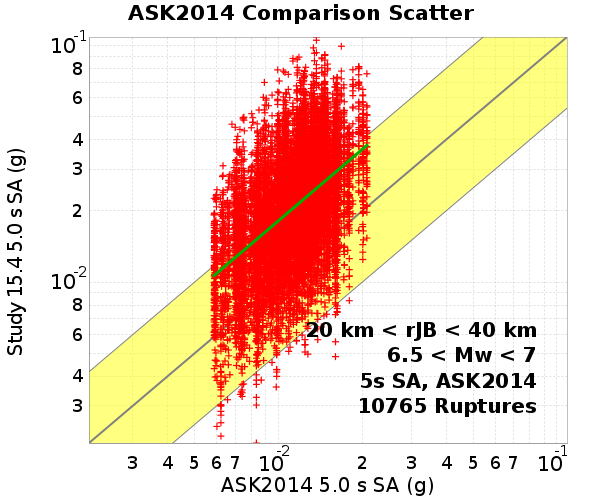 ASK2014 Comparison Scatter
Study 15.4 5.0 s SA (g)
10⁻¹
8
6
4
3
2
10⁻²
8
6
4
3
20 km < rJB < 40 km
6.5 < Mw < 7
5s SA, ASK2014
10765 Ruptures
3 4 5 6 7 10⁻² 2 3 4 5 6 7 10⁻¹
ASK2014 5.0 s SA (g)